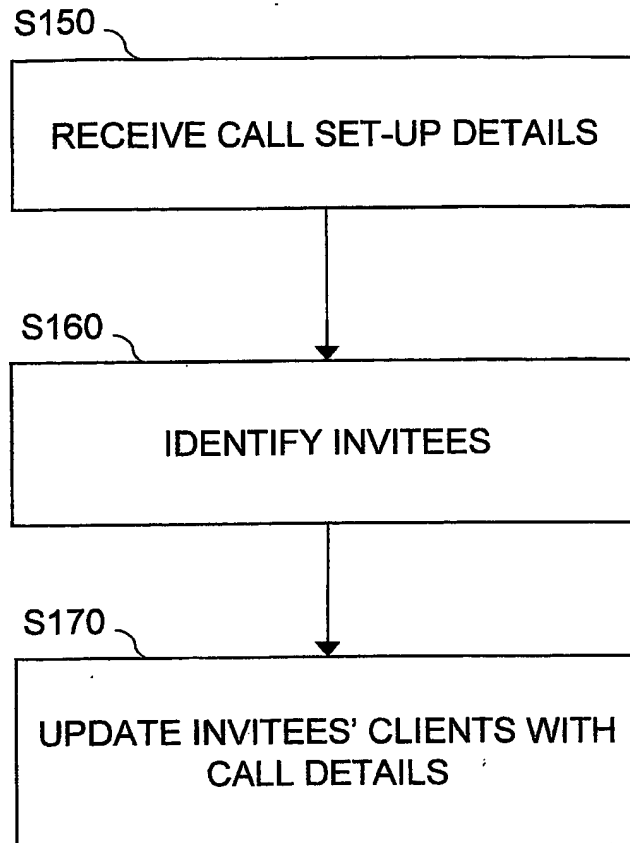 S150
RECEIVE CALL SET-UP DETAILS
S160
IDENTIFY INVITEES
S170
UPDATE INVITEES' CLIENTS WITH
CALL DETAILS